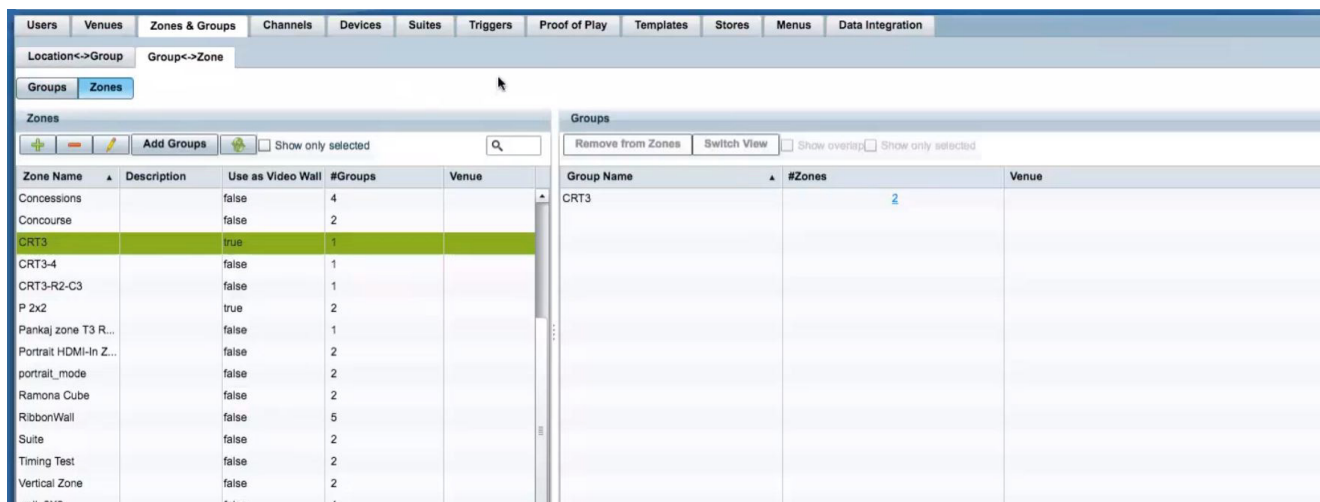 Users Venues Zones & Groups Channels Devices Suites Triggers Proof of Play Templates Stores Menus Data Integration
Location<->Group Group<->Zone
Groups Zones
Zones Groups
Add Groups Show only selected Remove from Zones Switch View Show overlap Show only selected
Zone Name Description Use as Video Wall #Groups Venue Group Name #Zones Venue
Concessions false 4 CRT3 2
Concourse false 2
CRT3 true 1
CRT3-4 false 1
CRT3-R2-C3 false 1
P 2x2 true 2
Pankaj zone T3 R... false 1
Portrait HDMI-In Z... false 2
portrait_mode false 2
Ramona Cube false 2
RibbonWall false 5
Suite false 2
Timing Test false 2
Vertical Zone false 2